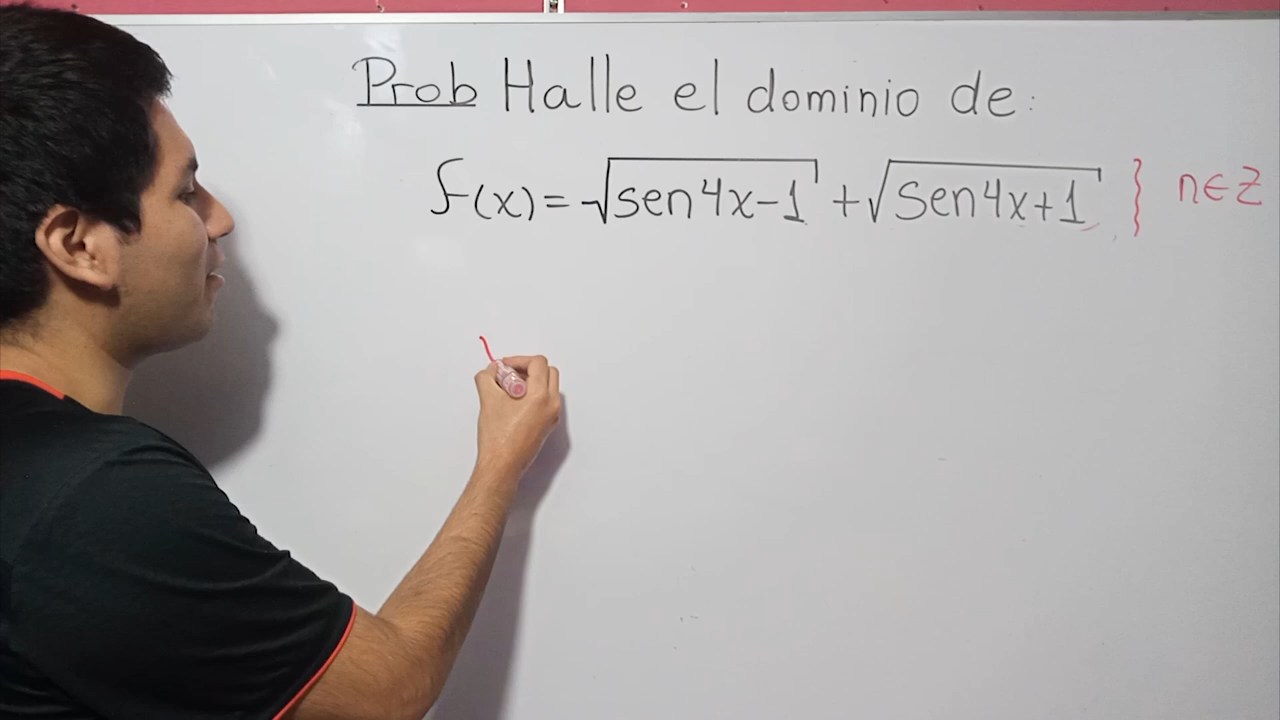 Prob Halle el dominio de:
f(x) = √sen4x-1 + √Sen4x+1 } n∈Z